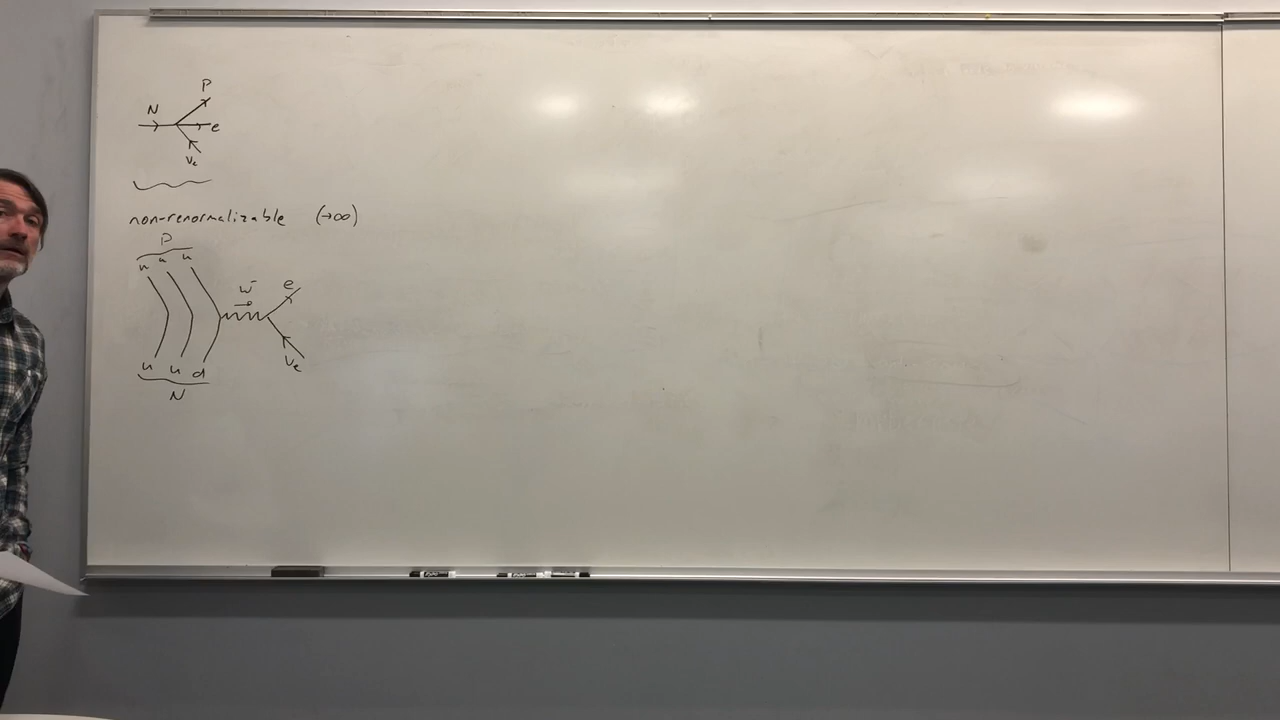 P
N
e
νe
non-renormalizable (→∞)
P
u u u
W- e
νe
u u d
N